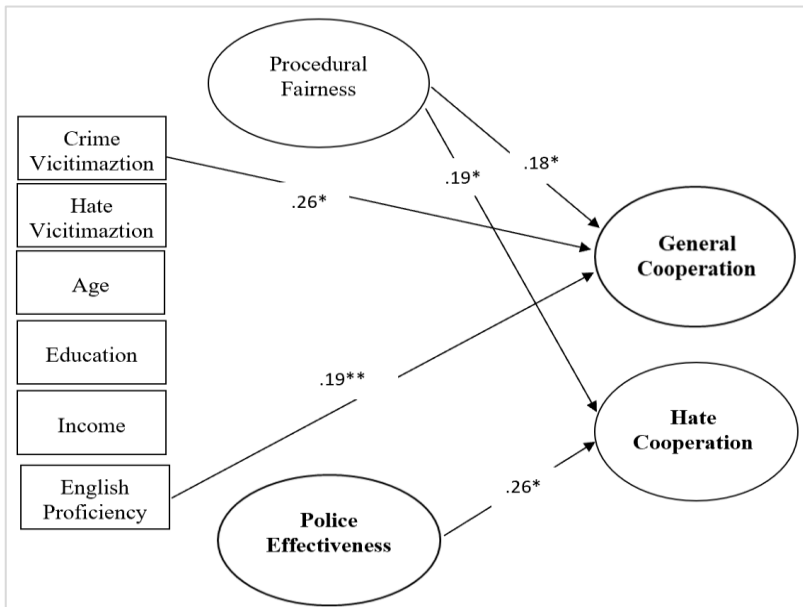 Procedural
Fairness
Crime
Vicitimaztion
.19*
.18*
.26*
Hate
Vicitimaztion
General
Cooperation
Age
Education
.19**
Income
Hate
Cooperation
English
Proficiency
.26*
Police
Effectiveness